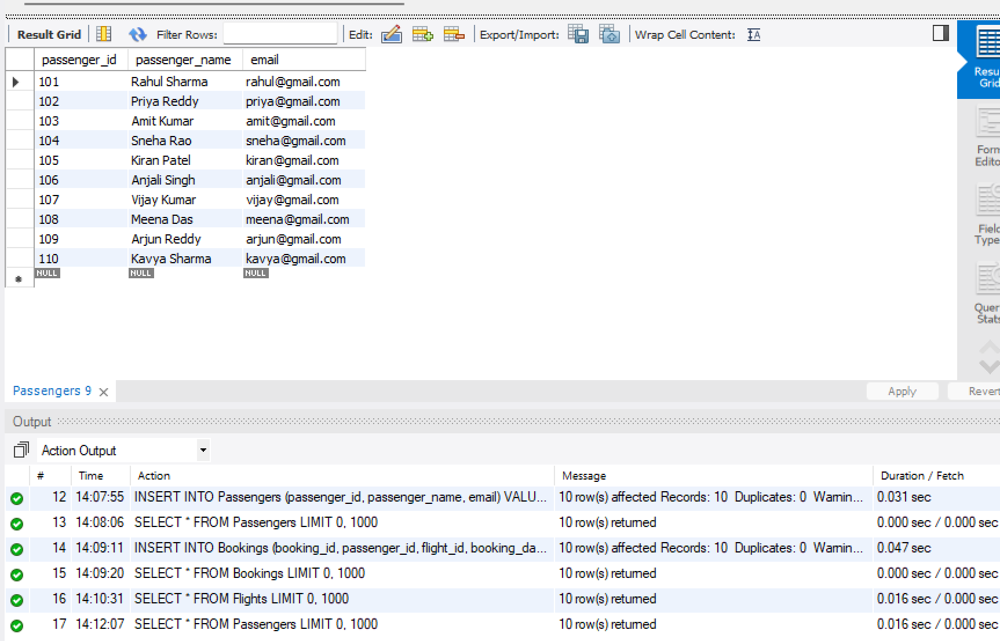 Result Grid Filter Rows: Edit: Export/Import: Wrap Cell Content: IA
passenger_id passenger_name email
101 Rahul Sharma rahul@gmail.com
102 Priya Reddy priya@gmail.com
103 Amit Kumar amit@gmail.com
104 Sneha Rao sneha@gmail.com
105 Kiran Patel kiran@gmail.com
106 Anjali Singh anjali@gmail.com
107 Vijay Kumar vijay@gmail.com
108 Meena Das meena@gmail.com
109 Arjun Reddy arjun@gmail.com
110 Kavya Sharma kavya@gmail.com
NULL NULL NULL
Resu
Grid
Form
Edito
Field
Type
Quer
Stats
Passengers 9
Apply Revert
Output
Action Output
# Time Action Message Duration / Fetch
12 14:07:55 INSERT INTO Passengers (passenger_id, passenger_name, email) VALU... 10 row(s) affected Records: 10 Duplicates: 0 Warnin... 0.031 sec
13 14:08:06 SELECT * FROM Passengers LIMIT 0, 1000 10 row(s) returned 0.000 sec / 0.000 sec
14 14:09:11 INSERT INTO Bookings (booking_id, passenger_id, flight_id, booking_da... 10 row(s) affected Records: 10 Duplicates: 0 Warnin... 0.047 sec
15 14:09:20 SELECT * FROM Bookings LIMIT 0, 1000 10 row(s) returned 0.000 sec / 0.000 sec
16 14:10:31 SELECT * FROM Flights LIMIT 0, 1000 10 row(s) returned 0.016 sec / 0.000 sec
17 14:12:07 SELECT * FROM Passengers LIMIT 0, 1000 10 row(s) returned 0.016 sec / 0.000 sec